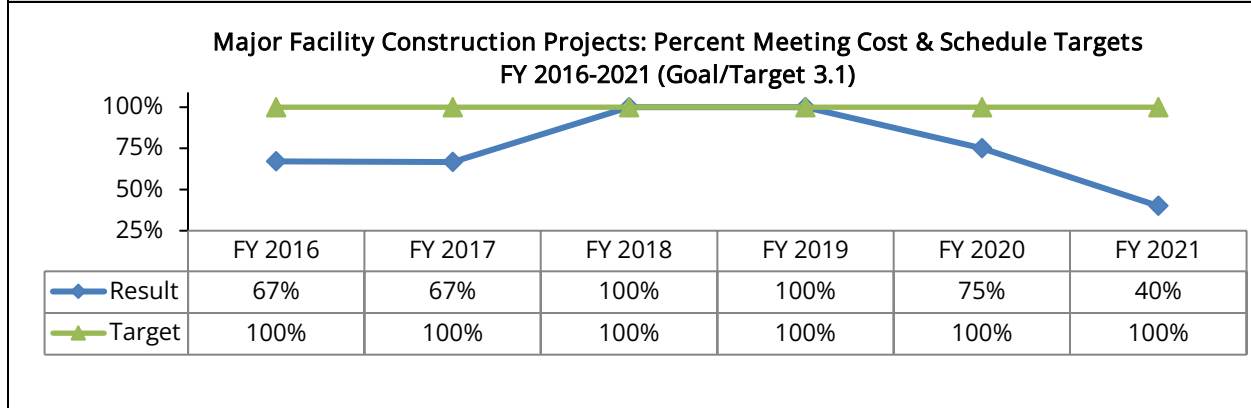 Major Facility Construction Projects: Percent Meeting Cost & Schedule Targets
FY 2016-2021 (Goal/Target 3.1)
100%
75%
50%
25%
FY 2016 FY 2017 FY 2018 FY 2019 FY 2020 FY 2021
Result 67% 67% 100% 100% 75% 40%
Target 100% 100% 100% 100% 100% 100%